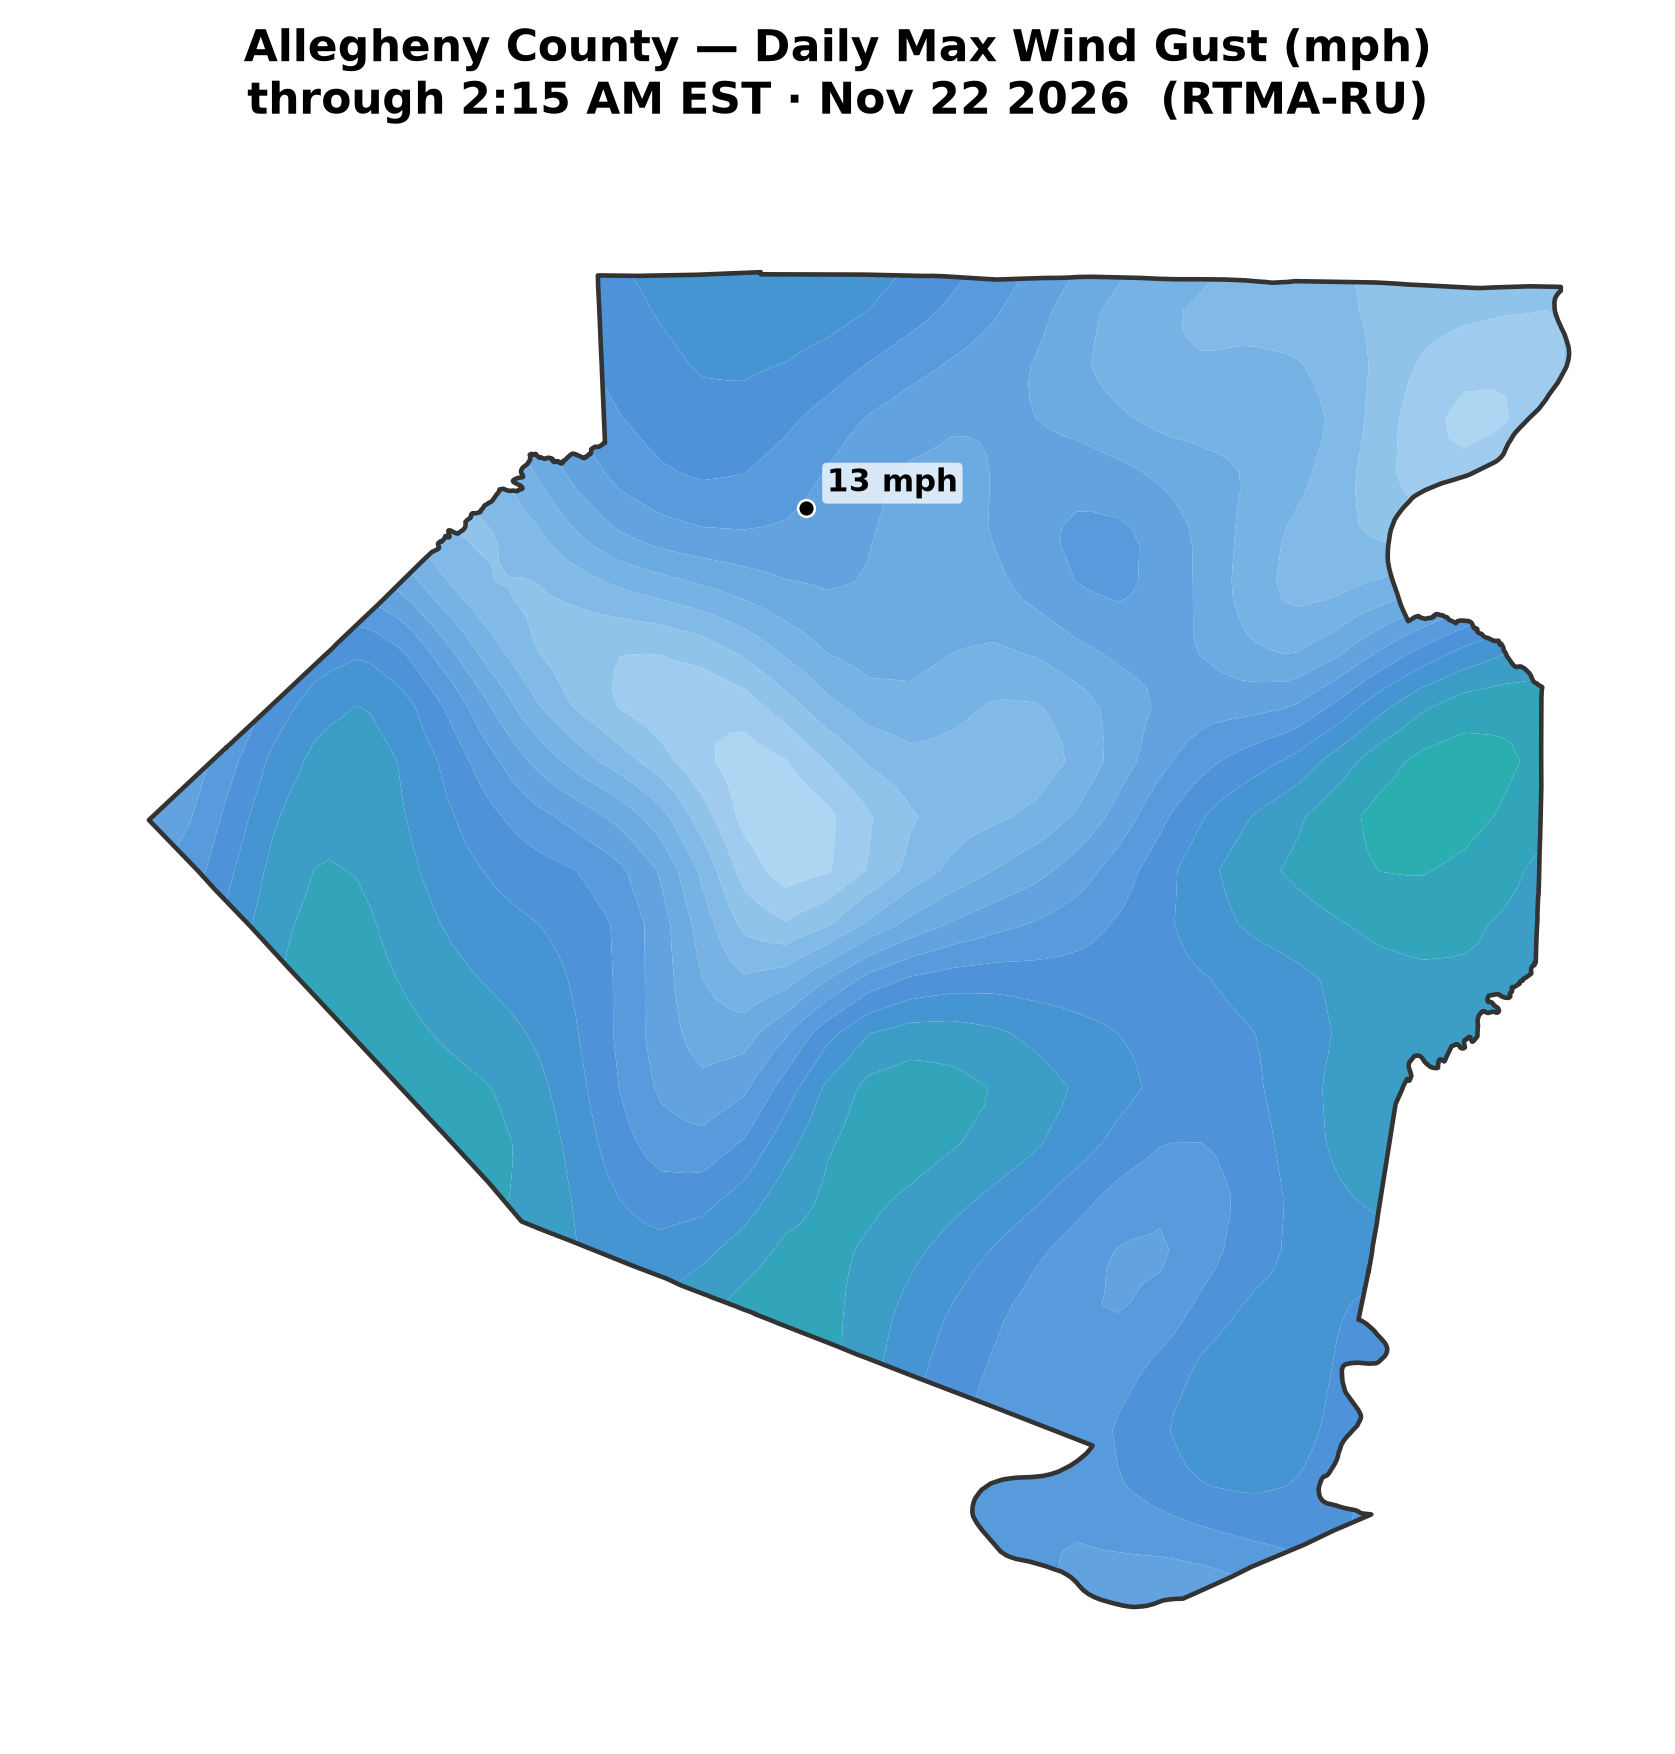 Allegheny County — Daily Max Wind Gust (mph)
through 2:15 AM EST · Nov 22 2026 (RTMA-RU)
13 mph